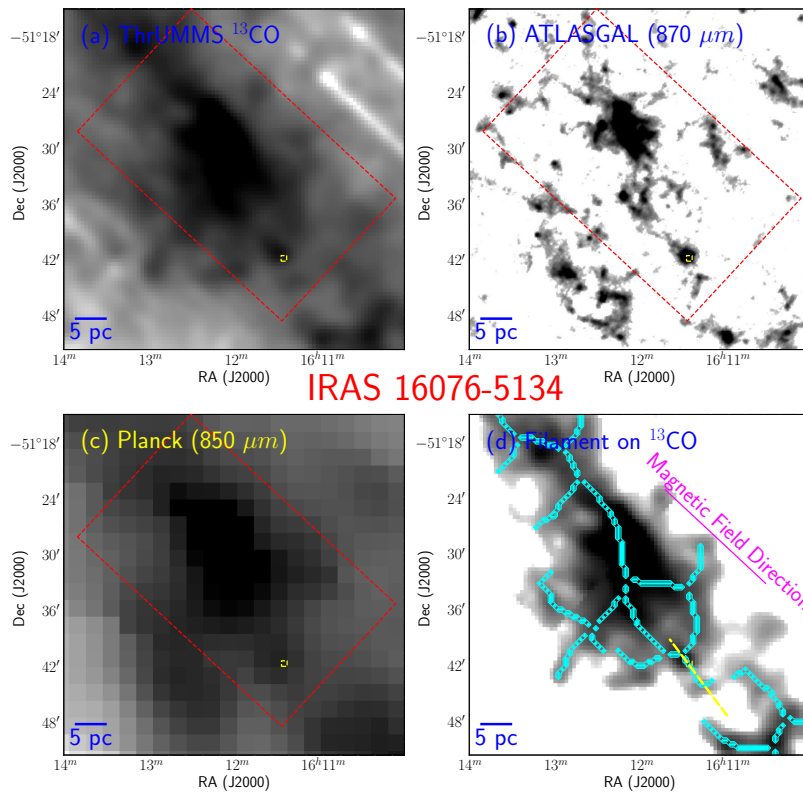 (a) ThrUMMS ¹³CO
(b) ATLASGAL (870 μm)
−51°18′
24′
30′
36′
42′
48′
Dec (J2000)
5 pc
14ᵐ
13ᵐ
12ᵐ
16ʰ11ᵐ
RA (J2000)
−51°18′
24′
30′
36′
42′
48′
Dec (J2000)
5 pc
14ᵐ
13ᵐ
12ᵐ
16ʰ11ᵐ
RA (J2000)
IRAS 16076-5134
(c) Planck (850 μm)
(d) Filament on ¹³CO
−51°18′
24′
30′
36′
42′
48′
Dec (J2000)
5 pc
14ᵐ
13ᵐ
12ᵐ
16ʰ11ᵐ
RA (J2000)
Magnetic Field Direction
−51°18′
24′
30′
36′
42′
48′
Dec (J2000)
5 pc
14ᵐ
13ᵐ
12ᵐ
16ʰ11ᵐ
RA (J2000)